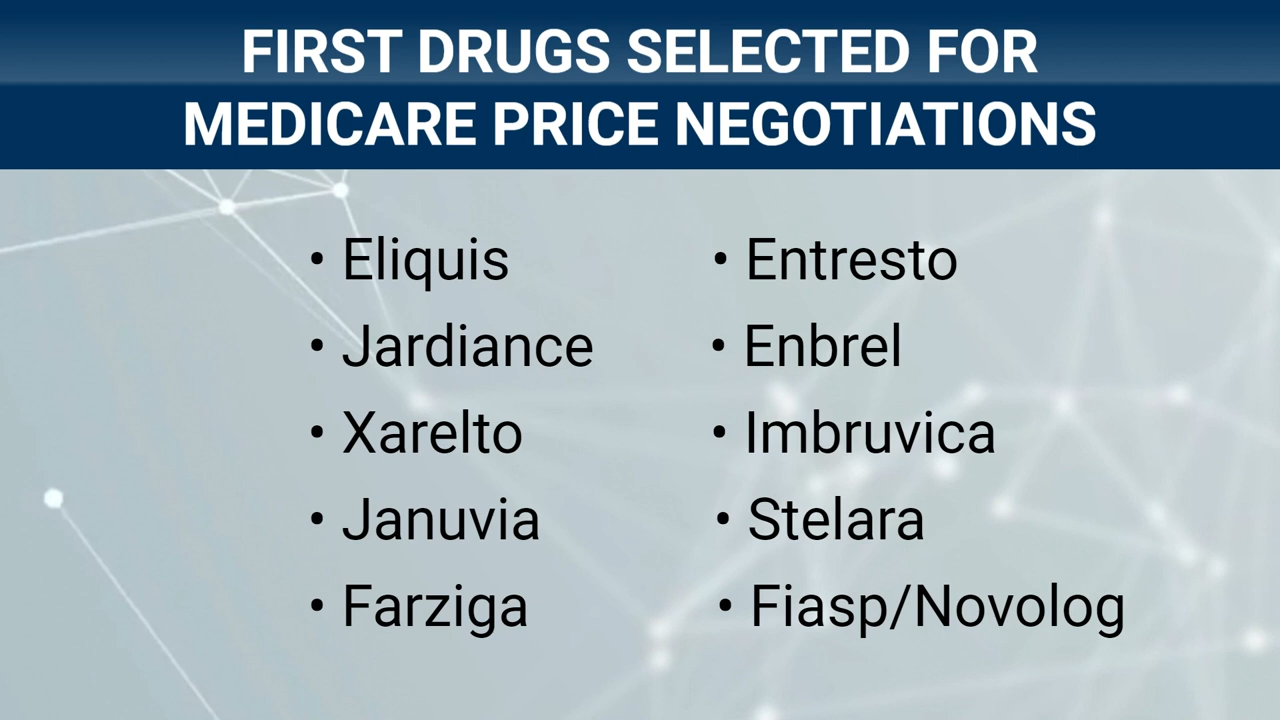 FIRST DRUGS SELECTED FOR
MEDICARE PRICE NEGOTIATIONS
• Eliquis
• Jardiance
• Xarelto
• Januvia
• Farziga
• Entresto
• Enbrel
• Imbruvica
• Stelara
• Fiasp/Novolog